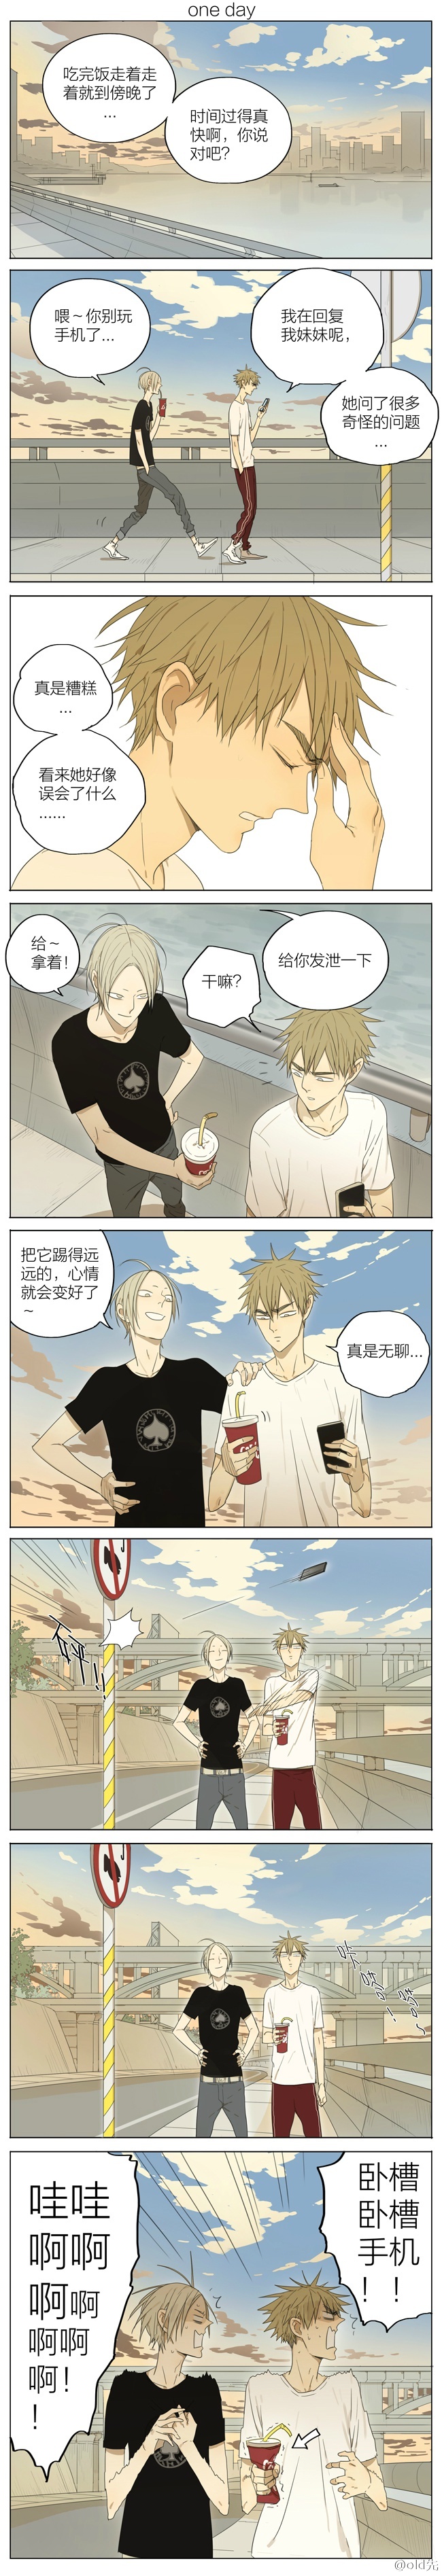 one day
吃完饭走着走
着就到傍晚了
…
时间过得真
快啊，你说
对吧？
喂～你别玩
手机了…
我在回复
我妹妹呢，
她问了很多
奇怪的问题
…
真是糟糕
…
看来她好像
误会了什么
……
给～
拿着！
干嘛？
给你发泄一下
把它踢得远
远的，心情
就会变好了
～
真是无聊…
哇哇
啊啊
啊啊
啊啊
啊！
！
卧槽
卧槽
手机
！！
@old先